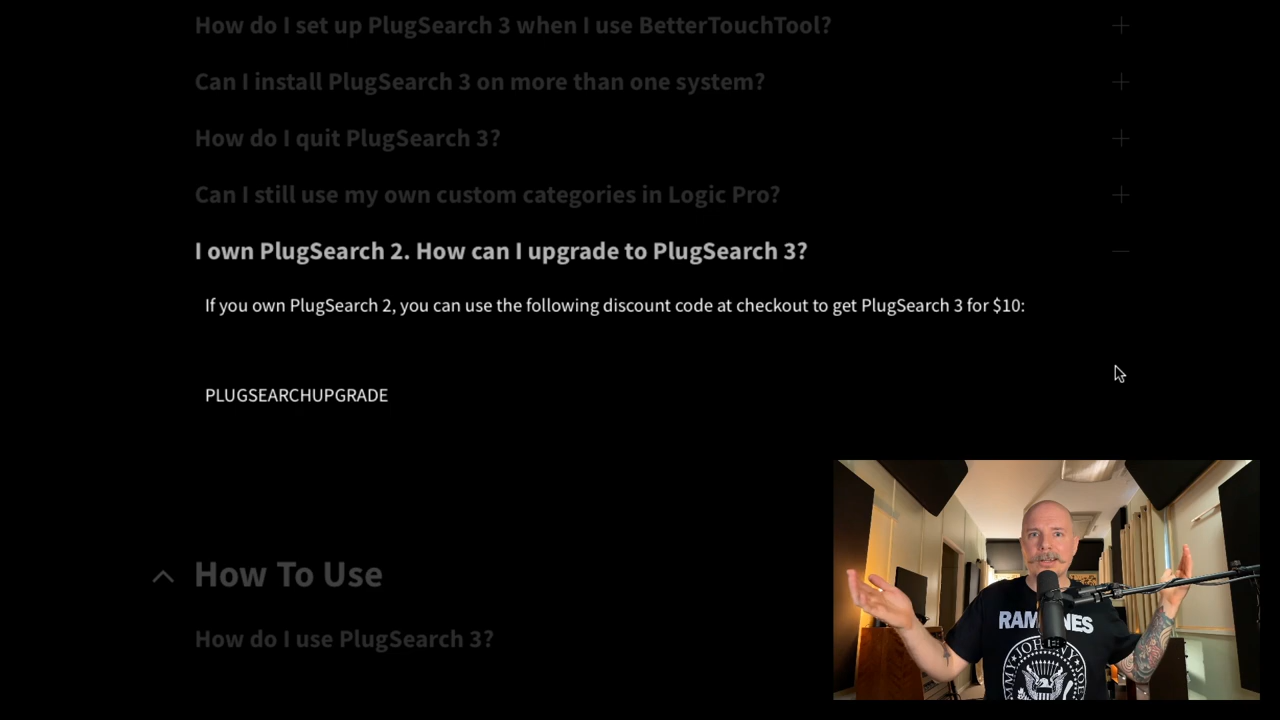 How do I set up PlugSearch 3 when I use BetterTouchTool?
Can I install PlugSearch 3 on more than one system?
How do I quit PlugSearch 3?
Can I still use my own custom categories in Logic Pro?
I own PlugSearch 2. How can I upgrade to PlugSearch 3?
If you own PlugSearch 2, you can use the following discount code at checkout to get PlugSearch 3 for $10:
PLUGSEARCHUPGRADE
How To Use
How do I use PlugSearch 3?
JOHNNY